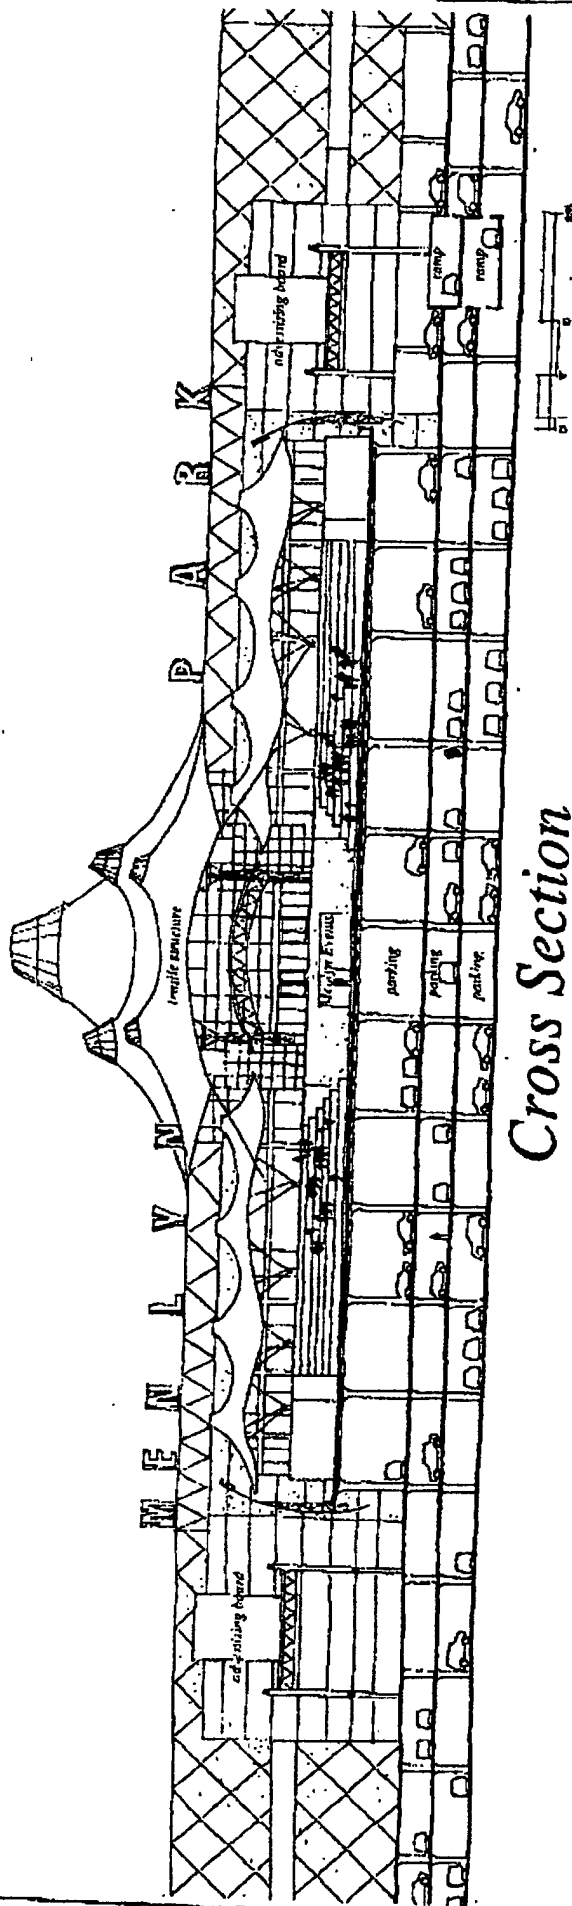 MENLYN PARK
advertising board
tensile structure
advertising board
parking
parking
parking
ramp
ramp
Cross Section